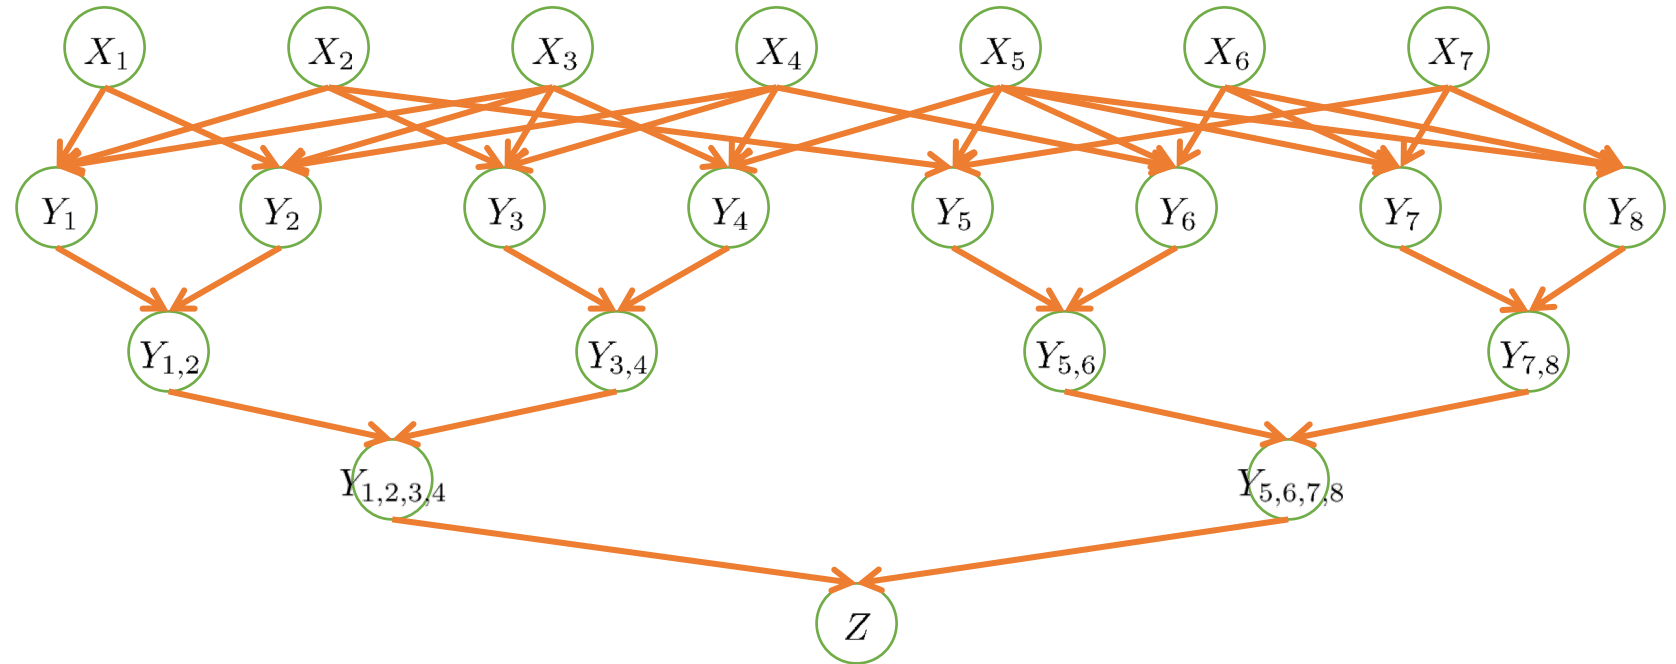 X1 X2 X3 X4 X5 X6 X7
Y1 Y2 Y3 Y4 Y5 Y6 Y7 Y8
Y1,2 Y3,4 Y5,6 Y7,8
Y1,2,3,4 Y5,6,7,8
Z